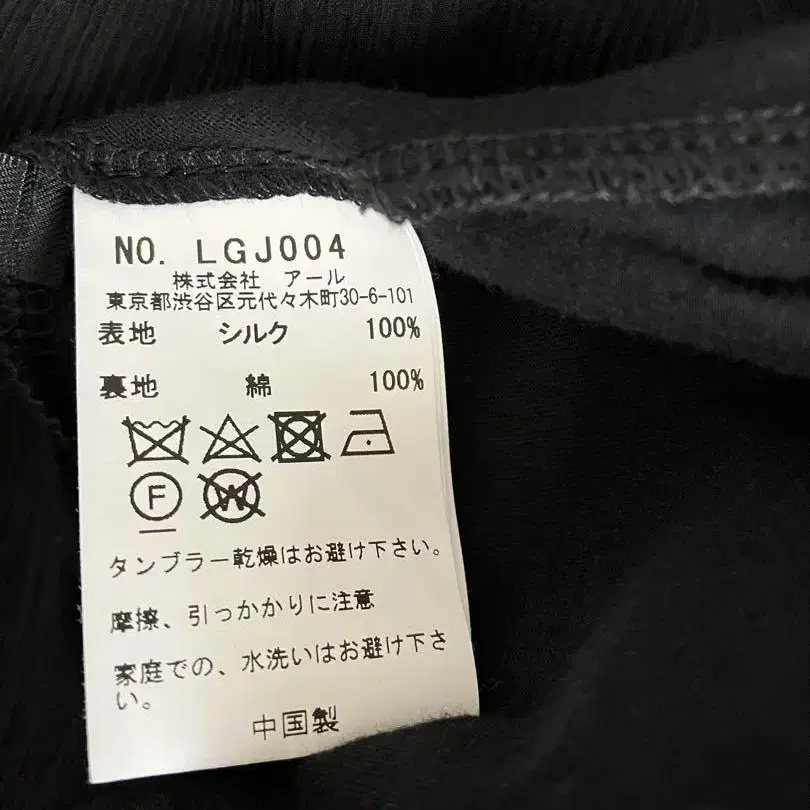 NO. LGJ004
株式会社 アール
東京都渋谷区元代々木町30-6-101
表地 シルク 100%
裏地 綿 100%
F W
タンブラー乾燥はお避け下さい。
摩擦、引っかかりに注意
家庭での、水洗いはお避け下さ
い。
中国製